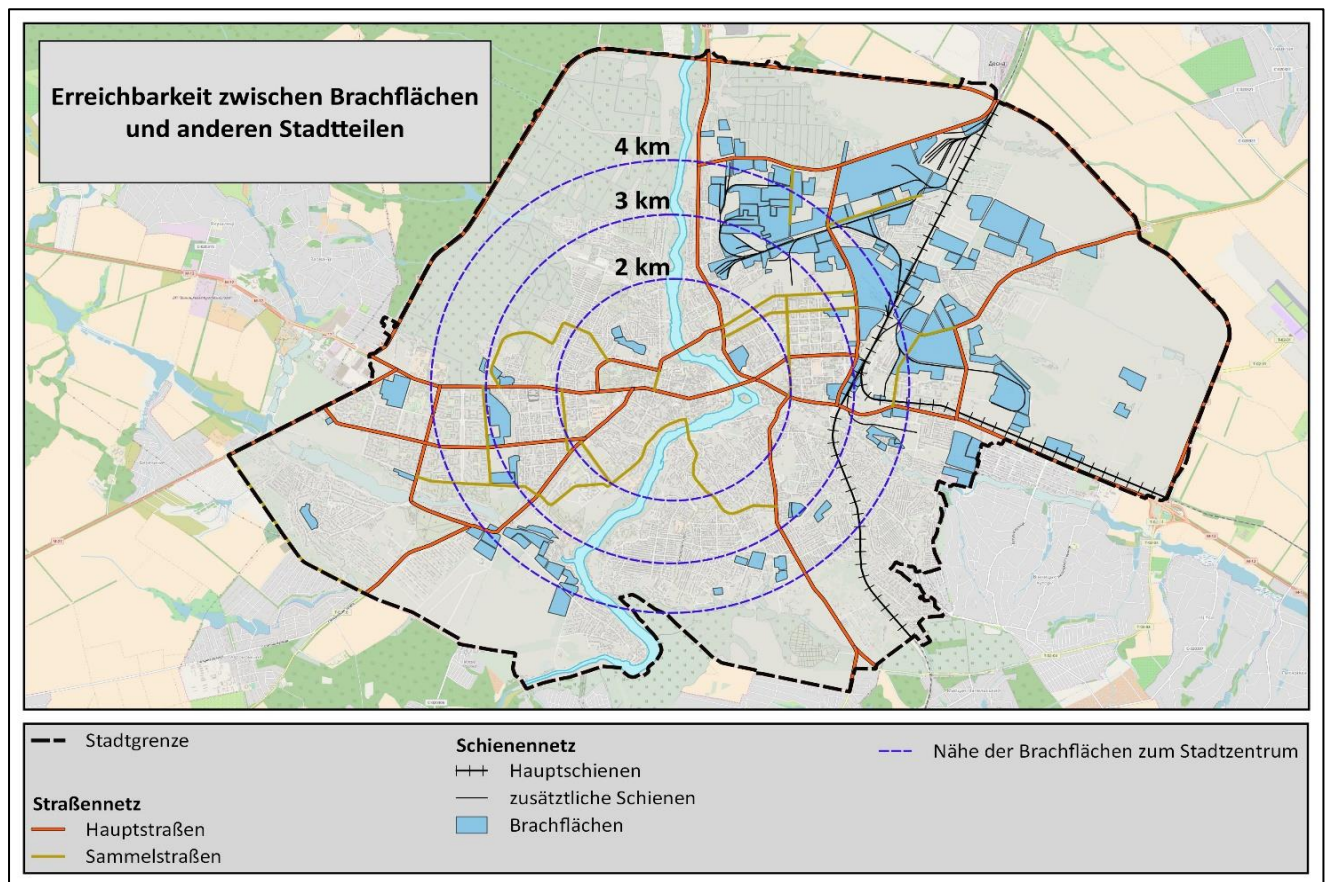 Erreichbarkeit zwischen Brachflächen
und anderen Stadtteilen
4 km
3 km
2 km
Stadtgrenze
Straßennetz
Hauptstraßen
Sammelstraßen
Schienennetz
Hauptschienen
zusätztliche Schienen
Brachflächen
Nähe der Brachflächen zum Stadtzentrum